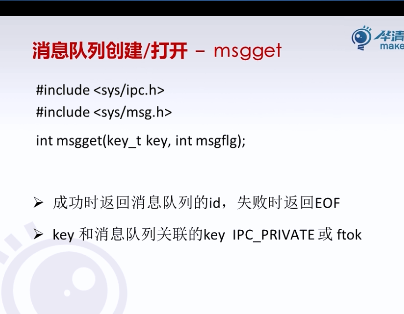 消息队列创建/打开 – msgget
华清
make
#include <sys/ipc.h>
#include <sys/msg.h>
int msgget(key_t key, int msgflg);
➢ 成功时返回消息队列的id，失败时返回EOF
➢ key 和消息队列关联的key IPC_PRIVATE 或 ftok